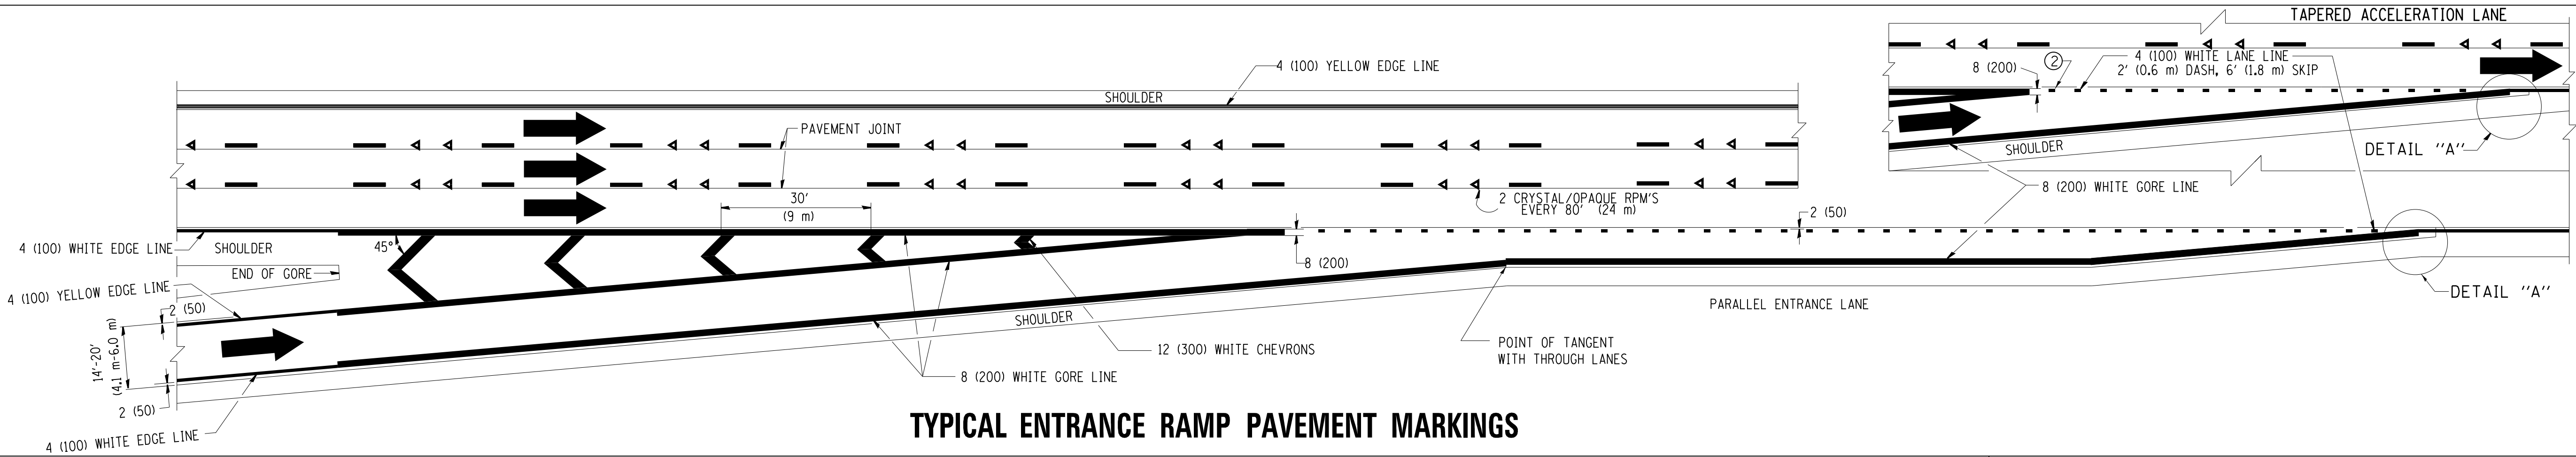 TAPERED ACCELERATION LANE
4 (100) YELLOW EDGE LINE
8 (200)
2
4 (100) WHITE LANE LINE
2' (0.6 m) DASH, 6' (1.8 m) SKIP
SHOULDER
PAVEMENT JOINT
SHOULDER
DETAIL "A"
8 (200) WHITE GORE LINE
30'
(9 m)
2 CRYSTAL/OPAQUE RPM'S
EVERY 80' (24 m)
2 (50)
4 (100) WHITE EDGE LINE
SHOULDER
45°
END OF GORE
8 (200)
4 (100) YELLOW EDGE LINE
2 (50)
DETAIL "A"
PARALLEL ENTRANCE LANE
SHOULDER
14'-20'
(4.1 m-6.0 m)
12 (300) WHITE CHEVRONS
POINT OF TANGENT
WITH THROUGH LANES
8 (200) WHITE GORE LINE
2 (50)
4 (100) WHITE EDGE LINE
TYPICAL ENTRANCE RAMP PAVEMENT MARKINGS